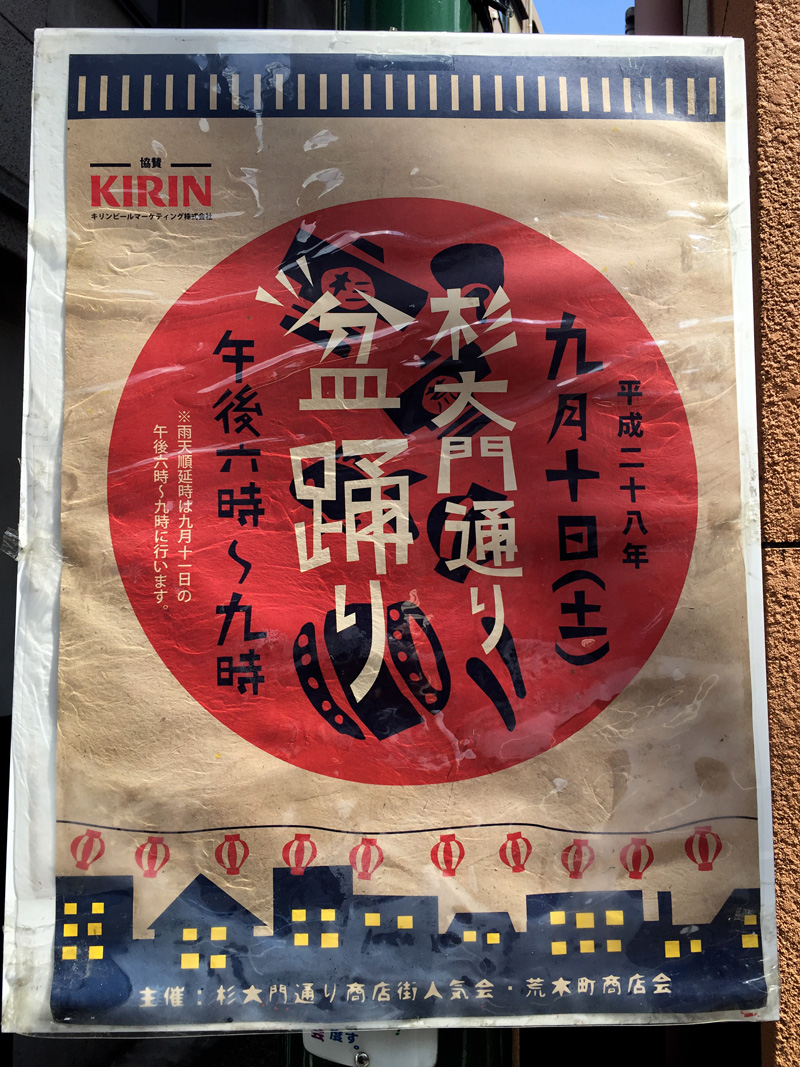 協賛
KIRIN
キリンビールマーケティング株式会社
平成二十八年
九月十日(土)
杉大門通り
盆踊り
午後六時〜九時
※雨天順延時は九月十一日の
午後六時〜九時に行います。
主催：杉大門通り商店街人気会・荒木町商店会